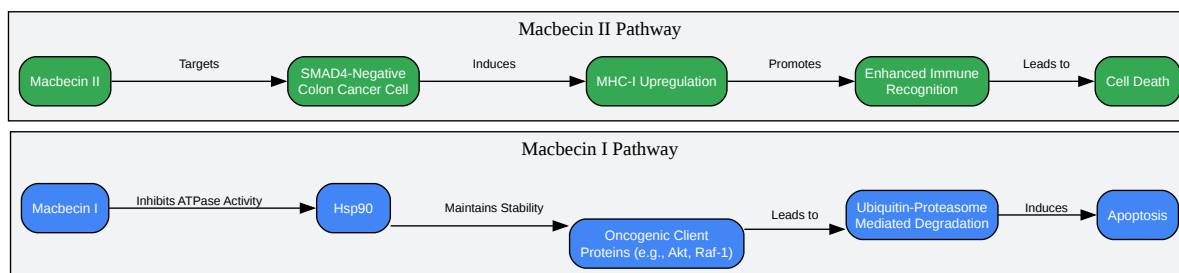 Macbecin II Pathway
Macbecin II
Targets
SMAD4-Negative
Colon Cancer Cell
Induces
MHC-I Upregulation
Promotes
Enhanced Immune
Recognition
Leads to
Cell Death
Macbecin I Pathway
Macbecin I
Inhibits ATPase Activity
Hsp90
Maintains Stability
Oncogenic Client
Proteins (e.g., Akt, Raf-1)
Leads to
Ubiquitin-Proteasome
Mediated Degradation
Induces
Apoptosis